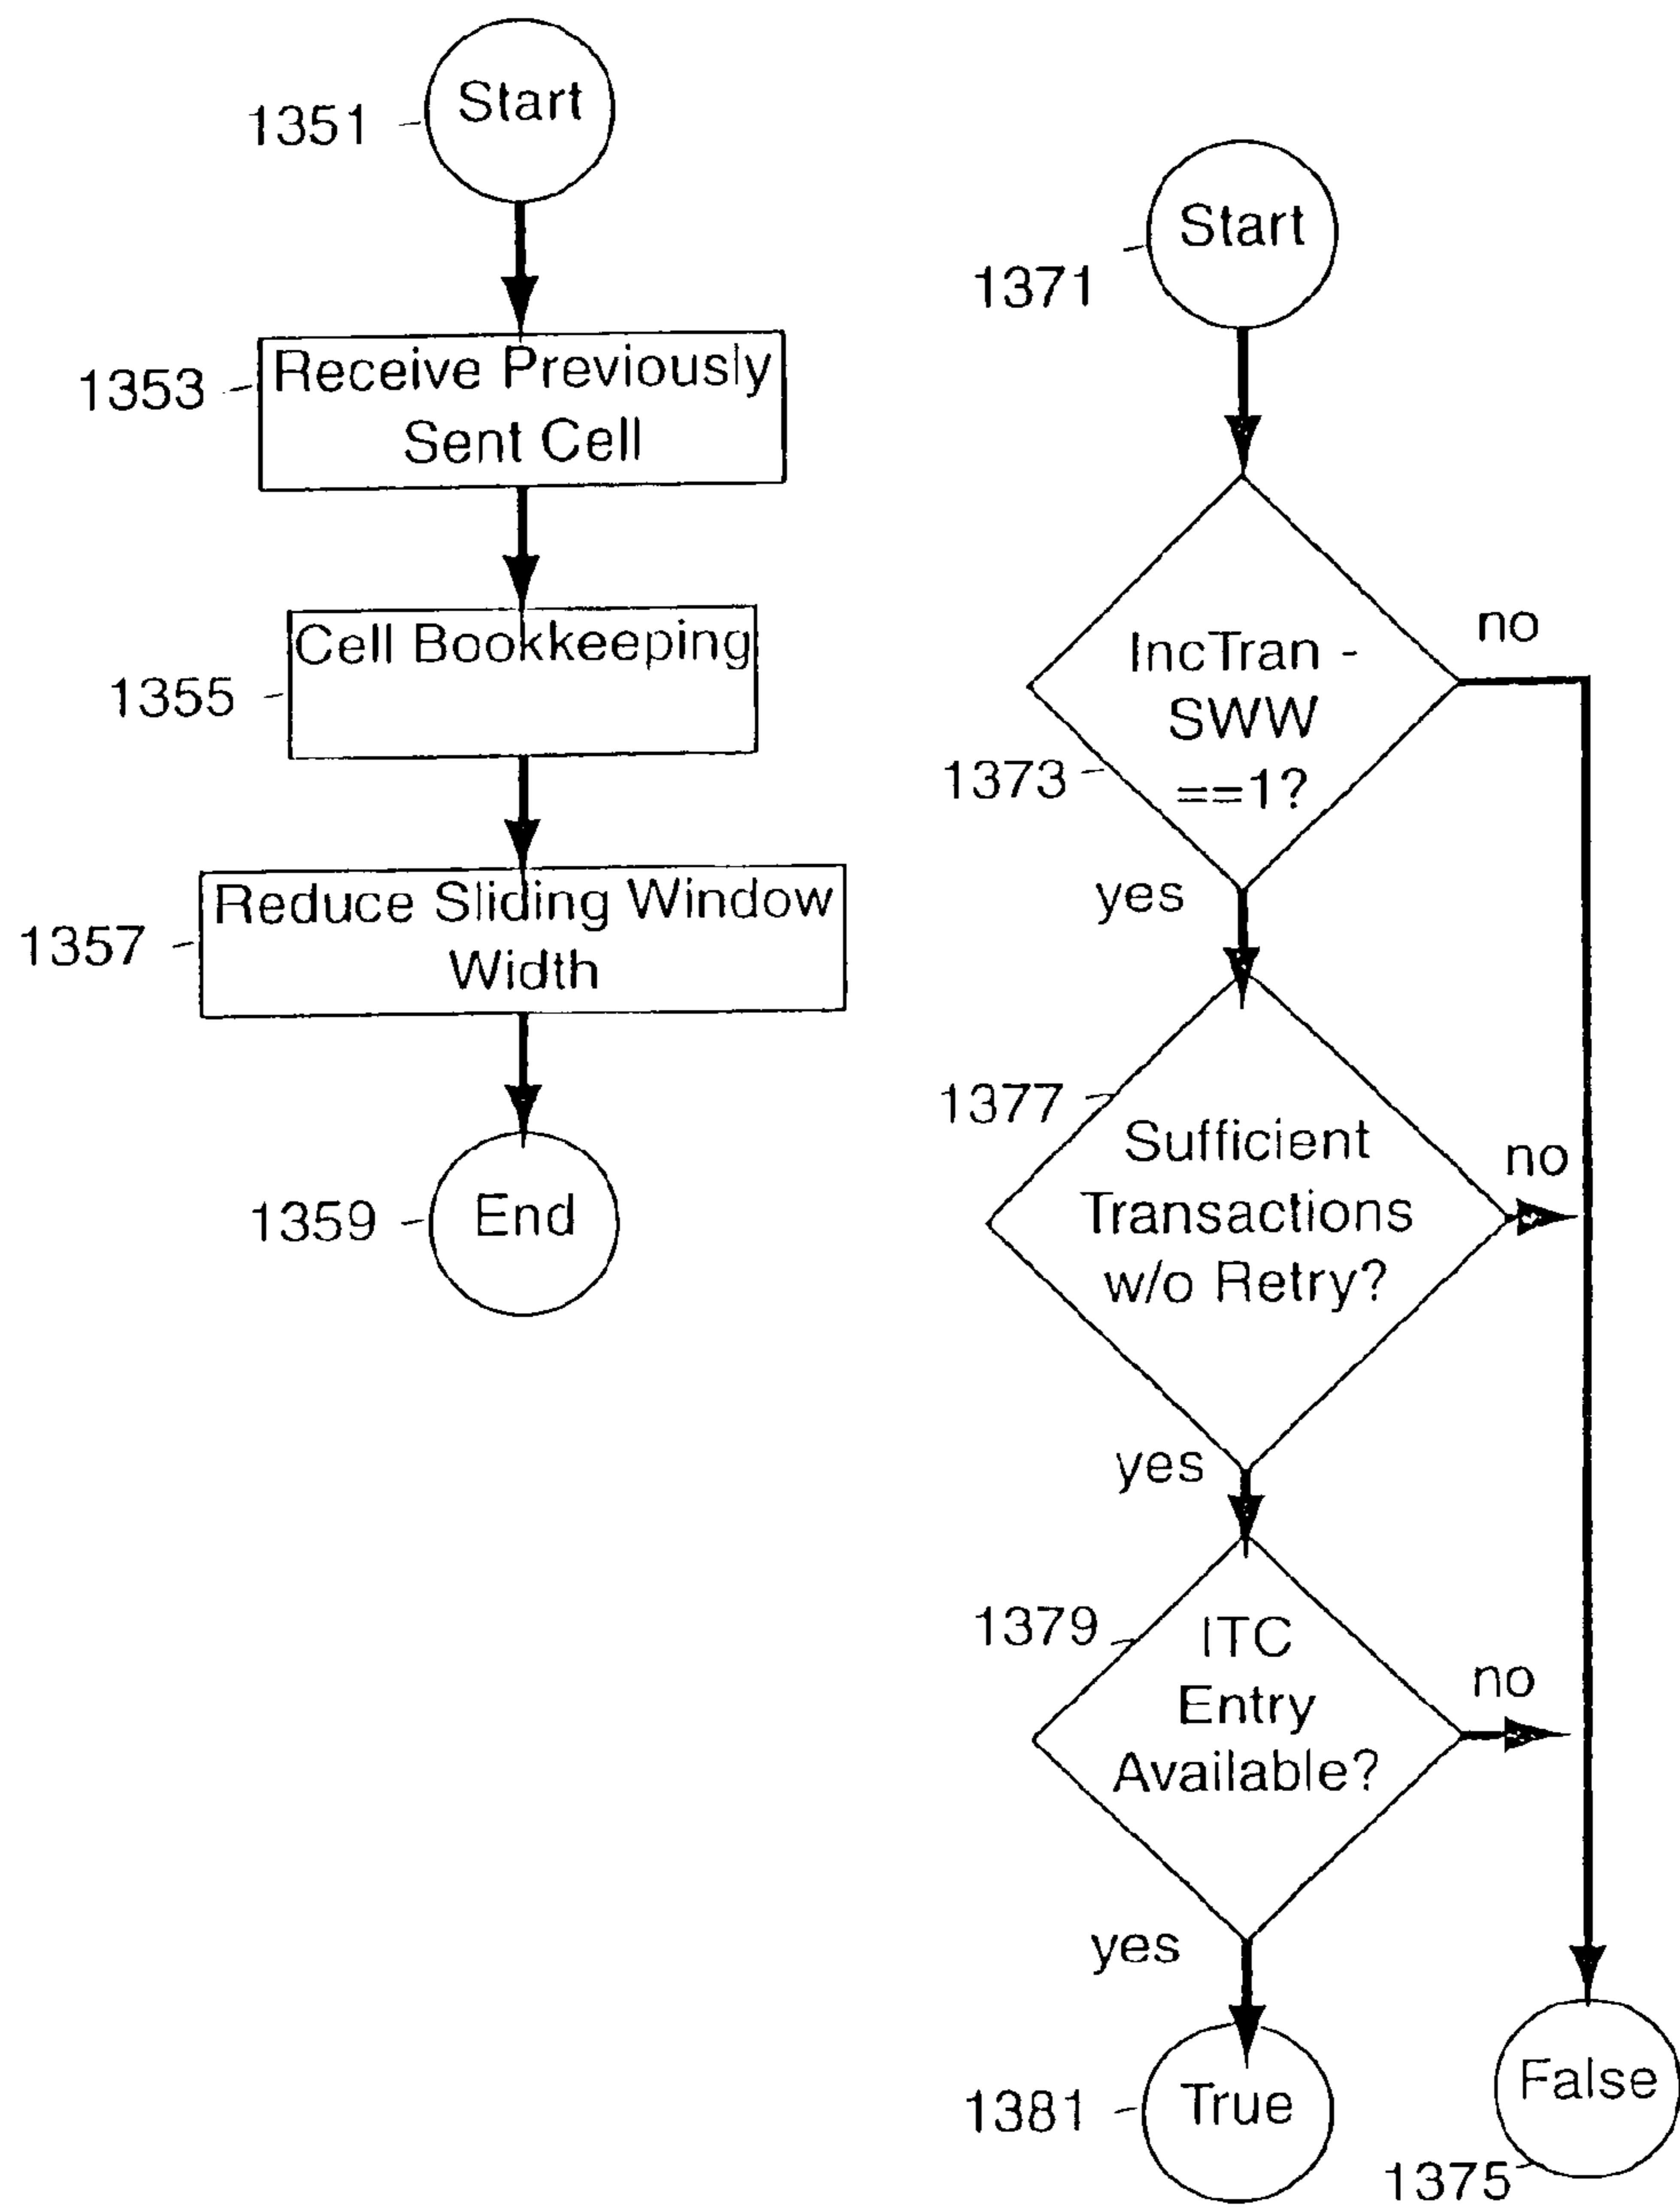 Start
1351
1353
Receive Previously
Sent Cell
Cell Bookkeeping
1355
Reduce Sliding Window
1357
Width
1359
End
Start
1371
IncTran -
SWW
==1?
no
1373
yes
1377
Sufficient
Transactions
w/o Retry?
no
yes
1379
ITC
Entry
Available?
no
yes
1381
True
False
1375